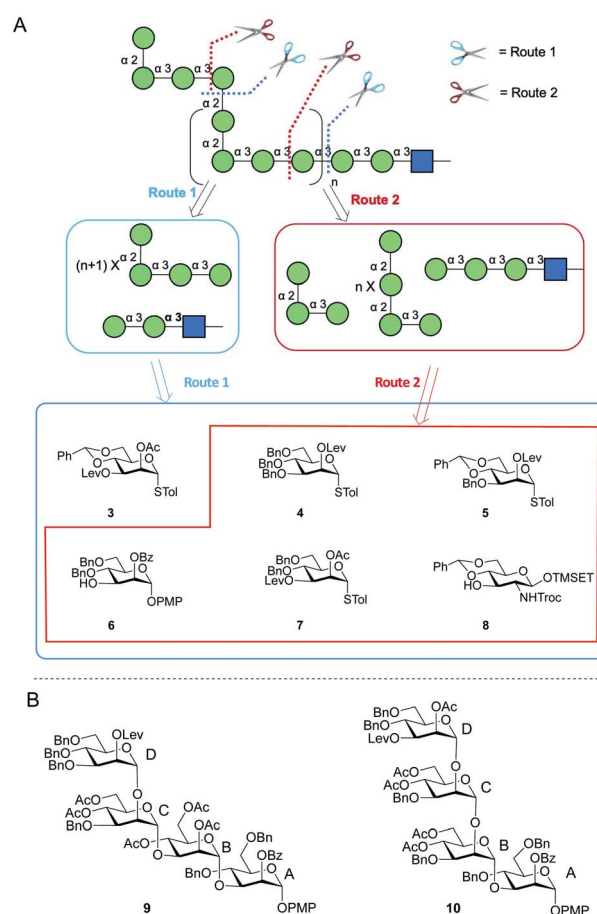 A
= Route 1
= Route 2
α 2
α 3
α 3
α 2
α 2
α 3
α 3
α 3
α 3
α 3
n
Route 1
Route 2
(n+1) X
α 2
α 3
α 3
α 3
α 3
α 2
α 3
α 2
n X
α 2
α 3
α 3
α 3
α 3
Route 1
Route 2
Ph
O
O
OAc
O
LevO
STol
3
BnO
BnO
BnO
OLev
O
STol
4
Ph
O
O
BnO
OLev
O
STol
5
BnO
BnO
HO
OBz
O
OPMP
6
BnO
BnO
LevO
OAc
O
STol
7
Ph
O
O
HO
O
OTMSET
NHTroc
8
B
BnO
BnO
BnO
OLev
O
D
O
AcO
AcO
BnO
O
C
O
OAc
AcO
OAc
O
B
O
OBn
BnO
OBz
O
A
OPMP
9
BnO
BnO
LevO
OAc
O
D
O
AcO
AcO
BnO
O
C
O
AcO
AcO
BnO
O
B
O
OBn
BnO
OBz
O
A
OPMP
10